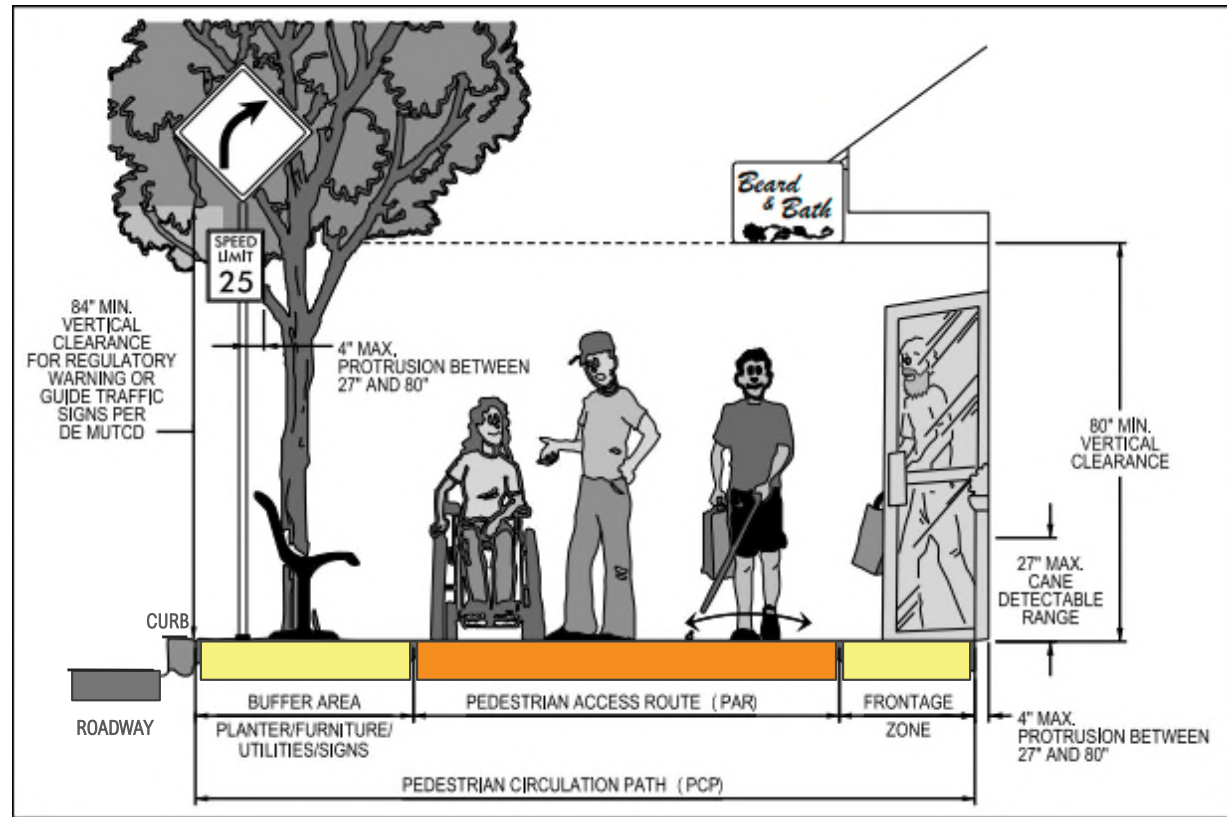 Beard
& Bath
SPEED
LIMIT
25
84" MIN.
VERTICAL
CLEARANCE
FOR REGULATORY
WARNING OR
GUIDE TRAFFIC
SIGNS PER
DE MUTCD
4" MAX.
PROTRUSION BETWEEN
27" AND 80"
80" MIN.
VERTICAL
CLEARANCE
27" MAX.
CANE
DETECTABLE
RANGE
CURB
ROADWAY
BUFFER AREA
PLANTER/FURNITURE/
UTILITIES/SIGNS
PEDESTRIAN ACCESS ROUTE (PAR)
FRONTAGE
ZONE
4" MAX.
PROTRUSION BETWEEN
27" AND 80"
PEDESTRIAN CIRCULATION PATH (PCP)